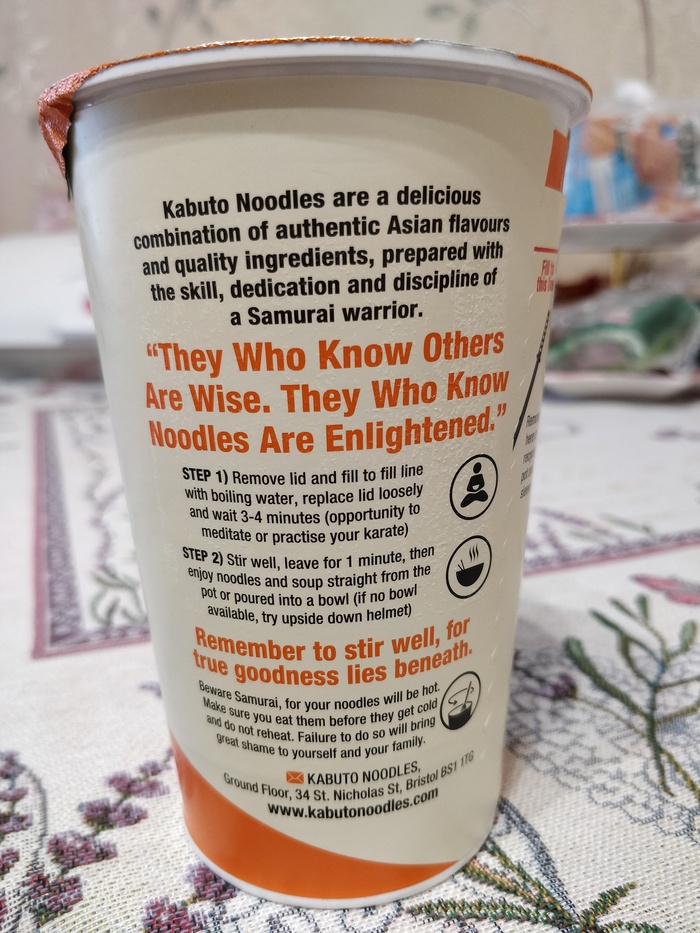 Kabuto Noodles are a delicious
combination of authentic Asian flavours
and quality ingredients, prepared with
the skill, dedication and discipline of
a Samurai warrior.
“They Who Know Others
Are Wise. They Who Know
Noodles Are Enlightened.”
STEP 1) Remove lid and fill to fill line
with boiling water, replace lid loosely
and wait 3-4 minutes (opportunity to
meditate or practise your karate)
STEP 2) Stir well, leave for 1 minute, then
enjoy noodles and soup straight from the
pot or poured into a bowl (if no bowl
available, try upside down helmet)
Remember to stir well, for
true goodness lies beneath.
Beware Samurai, for your noodles will be hot.
Make sure you eat them before they get cold
and do not reheat. Failure to do so will bring
great shame to yourself and your family.
KABUTO NOODLES,
Ground Floor, 34 St. Nicholas St, Bristol BS1 1TG
www.kabutonoodles.com
Fill to
this